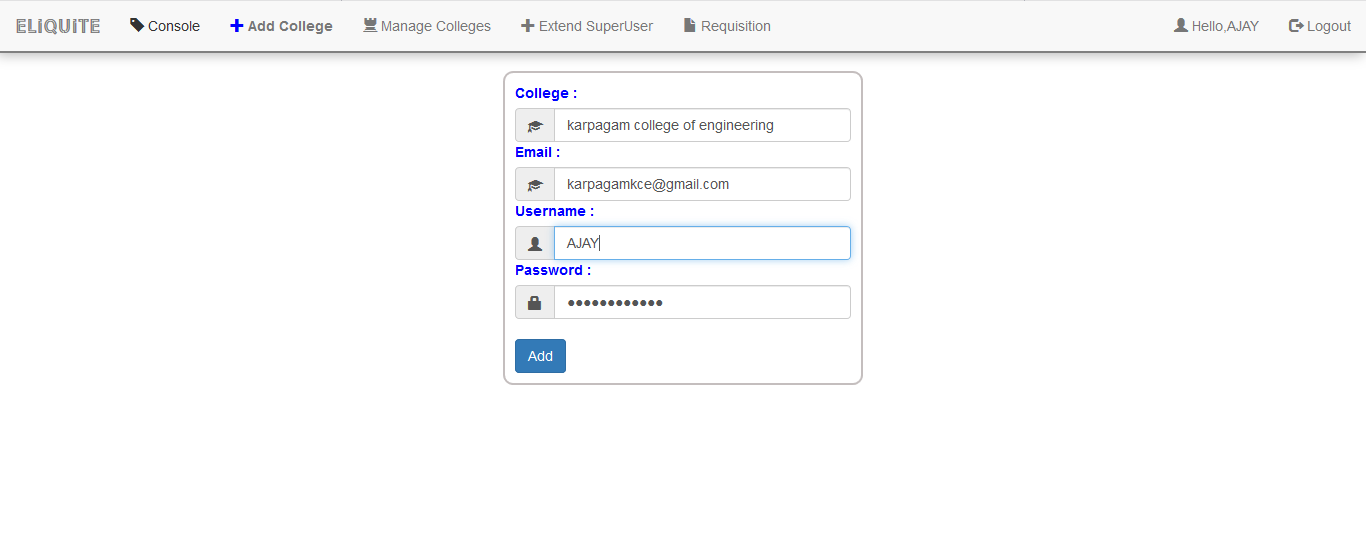 ELiQUiTE Console Add College Manage Colleges Extend SuperUser Requisition Hello,AJAY Logout
College :
karpagam college of engineering
Email :
karpagamkce@gmail.com
Username :
AJAY
Password :
••••••••••••
Add